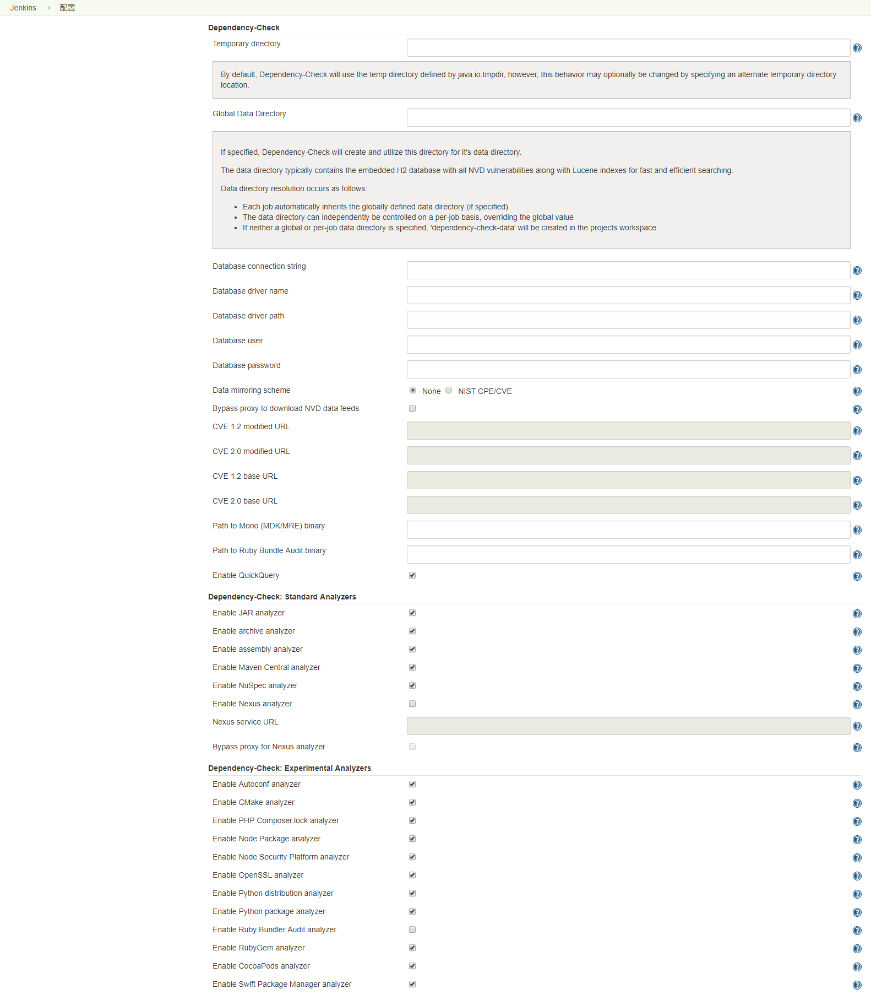 Jenkins 配置
Dependency-Check
Temporary directory
By default, Dependency-Check will use the temp directory defined by java.io.tmpdir, however, this behavior may optionally be changed by specifying an alternate temporary directory
location.
Global Data Directory
If specified, Dependency-Check will create and utilize this directory for it's data directory.
The data directory typically contains the embedded H2 database with all NVD vulnerabilities along with Lucene indexes for fast and efficient searching.
Data directory resolution occurs as follows:
• Each job automatically inherits the globally defined data directory (if specified)
• The data directory can independently be controlled on a per-job basis, overriding the global value
• If neither a global or per-job data directory is specified, 'dependency-check-data' will be created in the projects workspace
Database connection string
Database driver name
Database driver path
Database user
Database password
Data mirroring scheme None NIST CPE/CVE
Bypass proxy to download NVD data feeds
CVE 1.2 modified URL
CVE 2.0 modified URL
CVE 1.2 base URL
CVE 2.0 base URL
Path to Mono (MDK/MRE) binary
Path to Ruby Bundle Audit binary
Enable QuickQuery
Dependency-Check: Standard Analyzers
Enable JAR analyzer
Enable archive analyzer
Enable assembly analyzer
Enable Maven Central analyzer
Enable NuSpec analyzer
Enable Nexus analyzer
Nexus service URL
Bypass proxy for Nexus analyzer
Dependency-Check: Experimental Analyzers
Enable Autoconf analyzer
Enable CMake analyzer
Enable PHP Composer.lock analyzer
Enable Node Package analyzer
Enable Node Security Platform analyzer
Enable OpenSSL analyzer
Enable Python distribution analyzer
Enable Python package analyzer
Enable Ruby Bundler Audit analyzer
Enable RubyGem analyzer
Enable CocoaPods analyzer
Enable Swift Package Manager analyzer